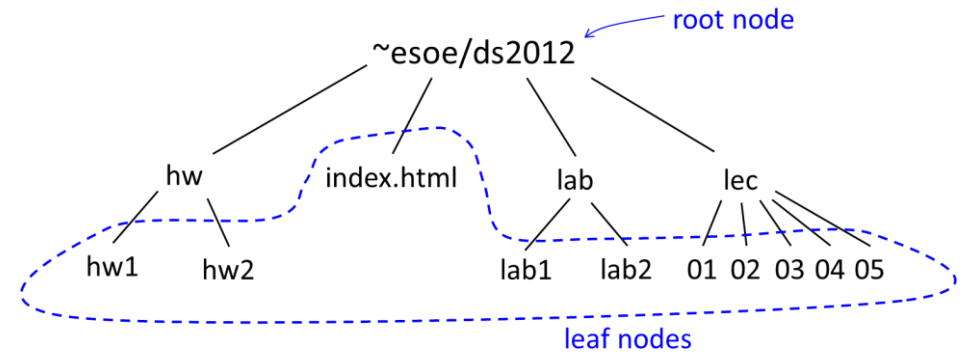 root node
~esoe/ds2012
hw
index.html
lab
lec
hw1
hw2
lab1
lab2
01
02
03
04
05
leaf nodes